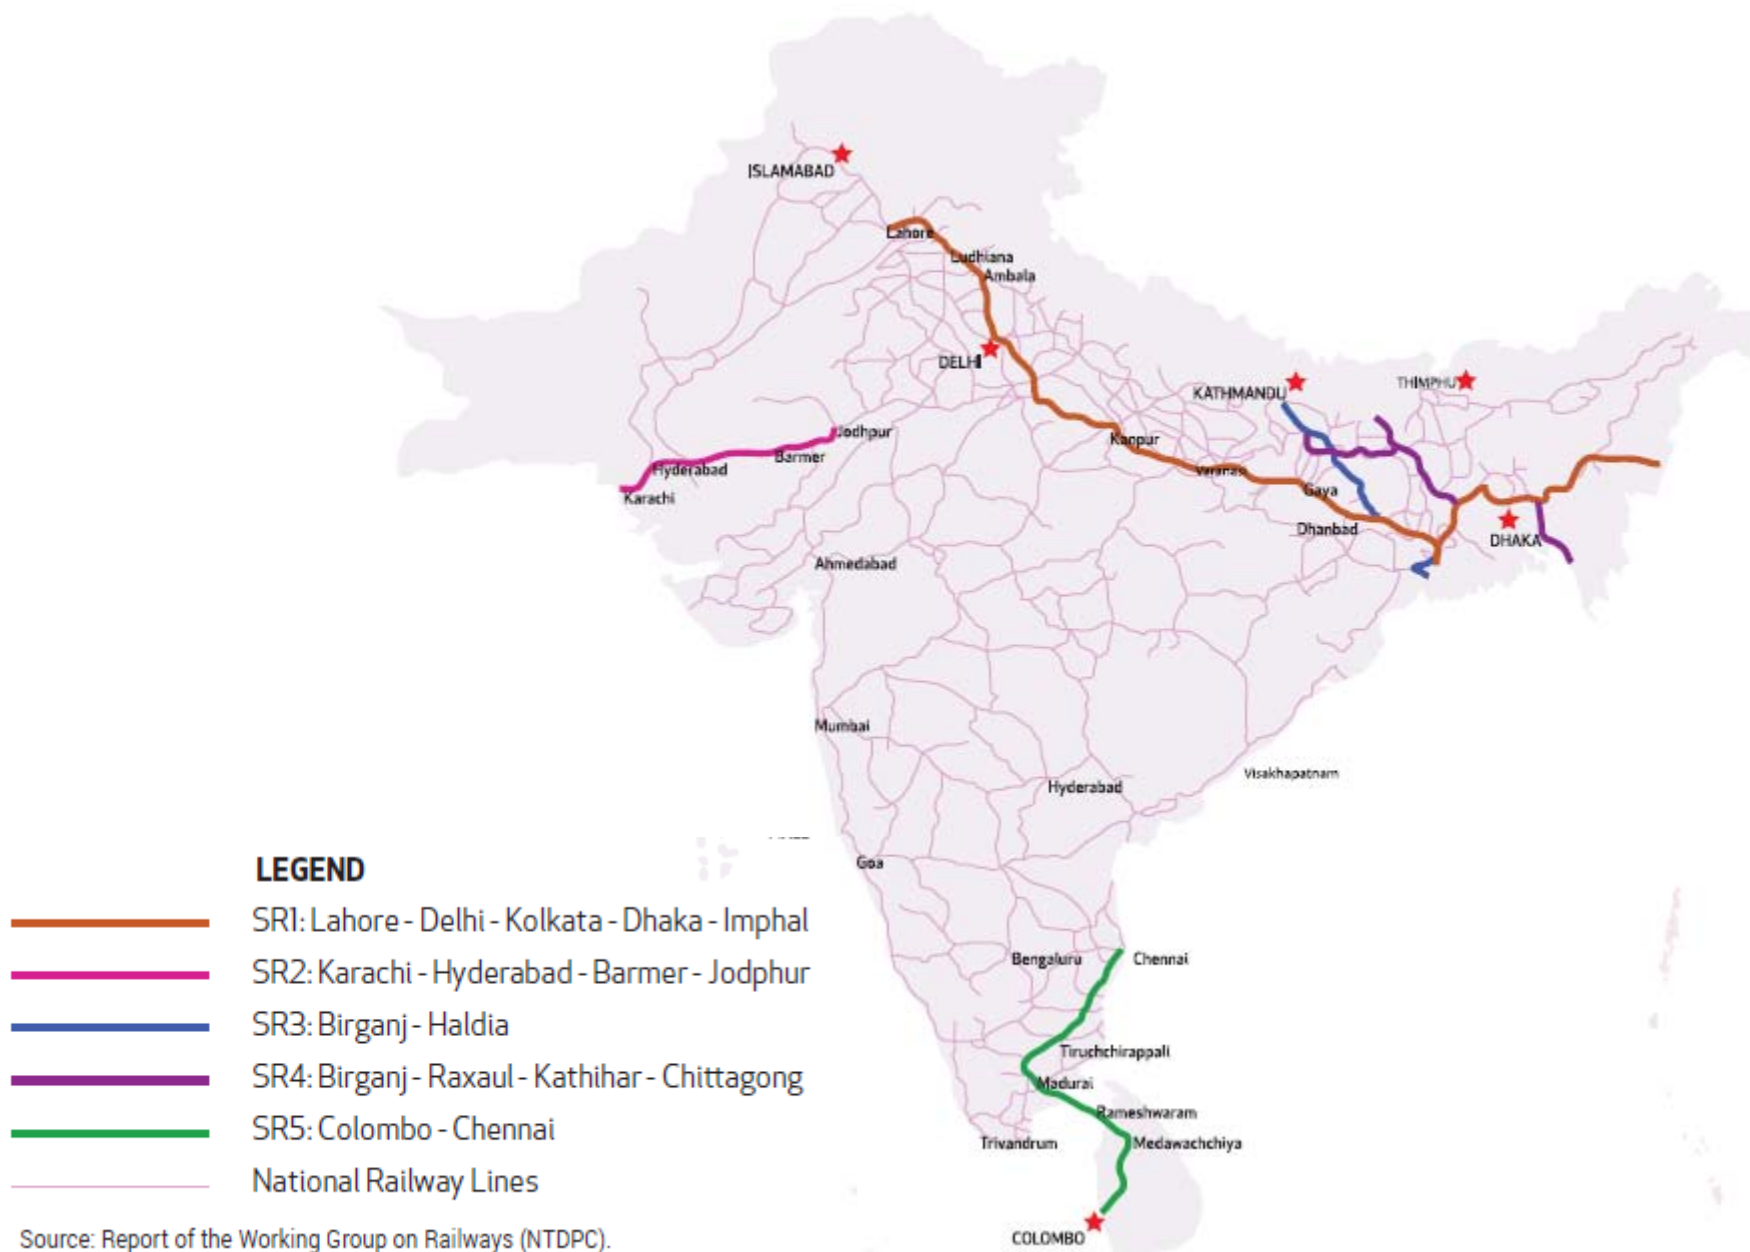 ISLAMABAD
Lahore
Ludhiana
Ambala
DELHI
KATHMANDU
THIMPHU
Jodhpur
Kanpur
Barmer
Hyderabad
Varanasi
Karachi
Gaya
Dhanbad
DHAKA
Ahmedabad
Mumbai
Visakhapatnam
Hyderabad
Goa
Bengaluru
Chennai
Tiruchchirappali
Madurai
Rameshwaram
Trivandrum
Medawachchiya
COLOMBO
LEGEND
SR1: Lahore - Delhi - Kolkata - Dhaka - Imphal
SR2: Karachi - Hyderabad - Barmer - Jodphur
SR3: Birganj - Haldia
SR4: Birganj - Raxaul - Kathihar - Chittagong
SR5: Colombo - Chennai
National Railway Lines
Source: Report of the Working Group on Railways (NTDPC).